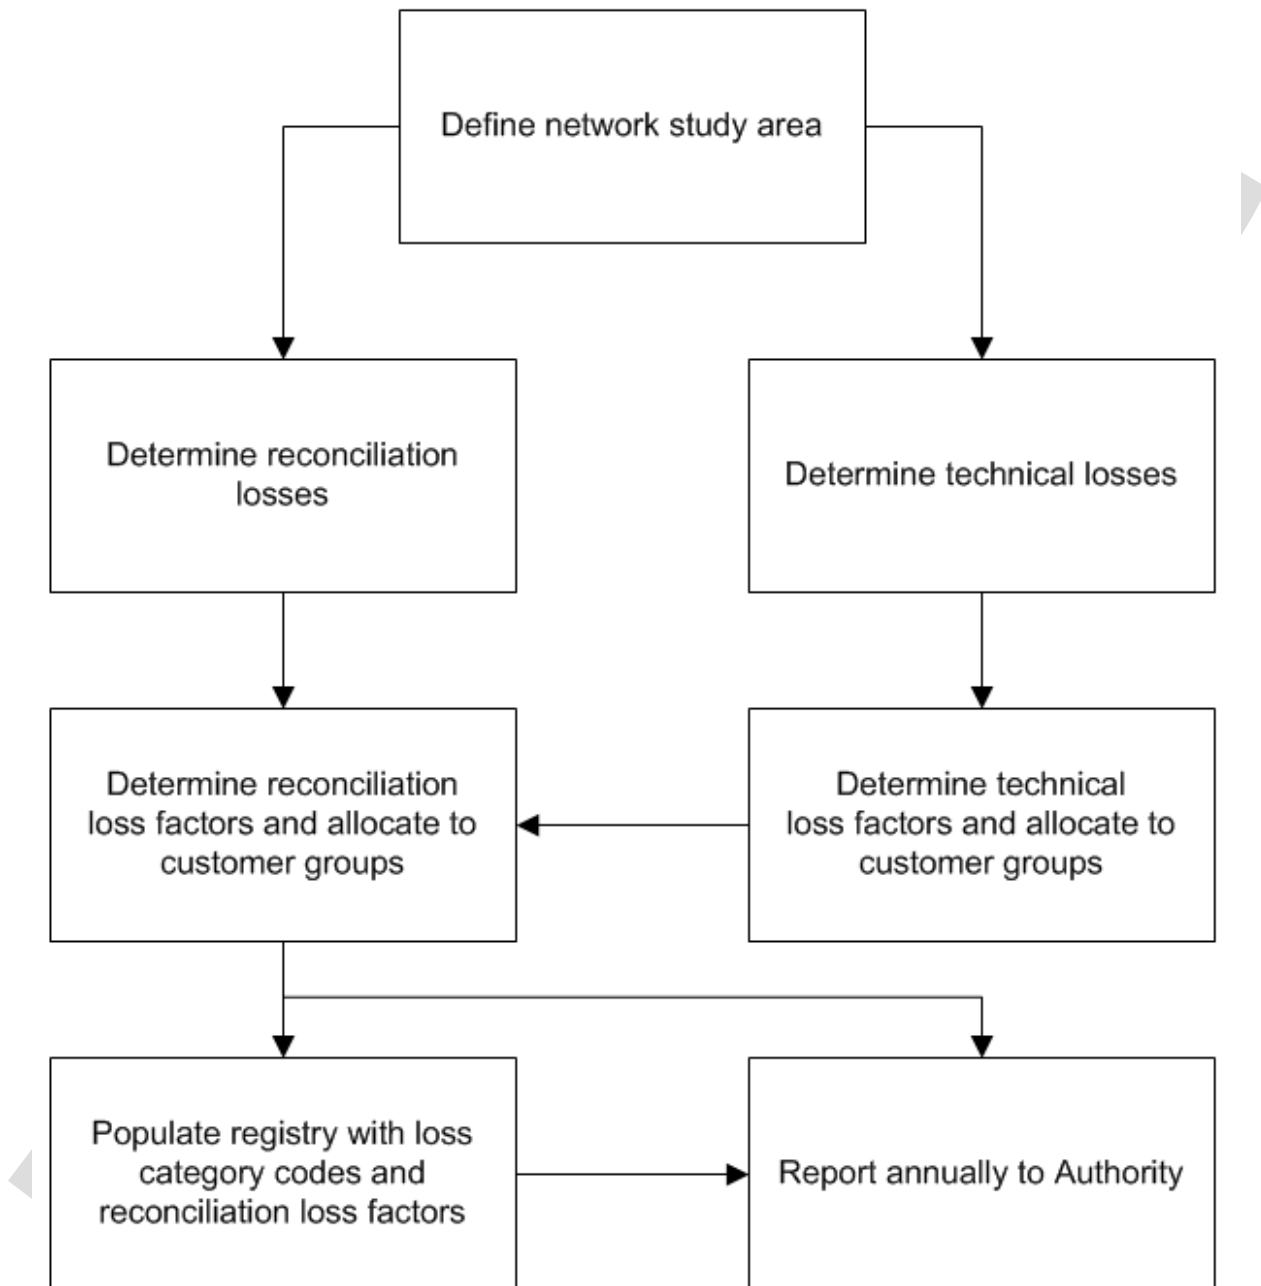 Define network study area
Determine reconciliation
losses
Determine technical losses
Determine reconciliation
loss factors and allocate to
customer groups
Determine technical
loss factors and allocate to
customer groups
Populate registry with loss
category codes and
reconciliation loss factors
Report annually to Authority